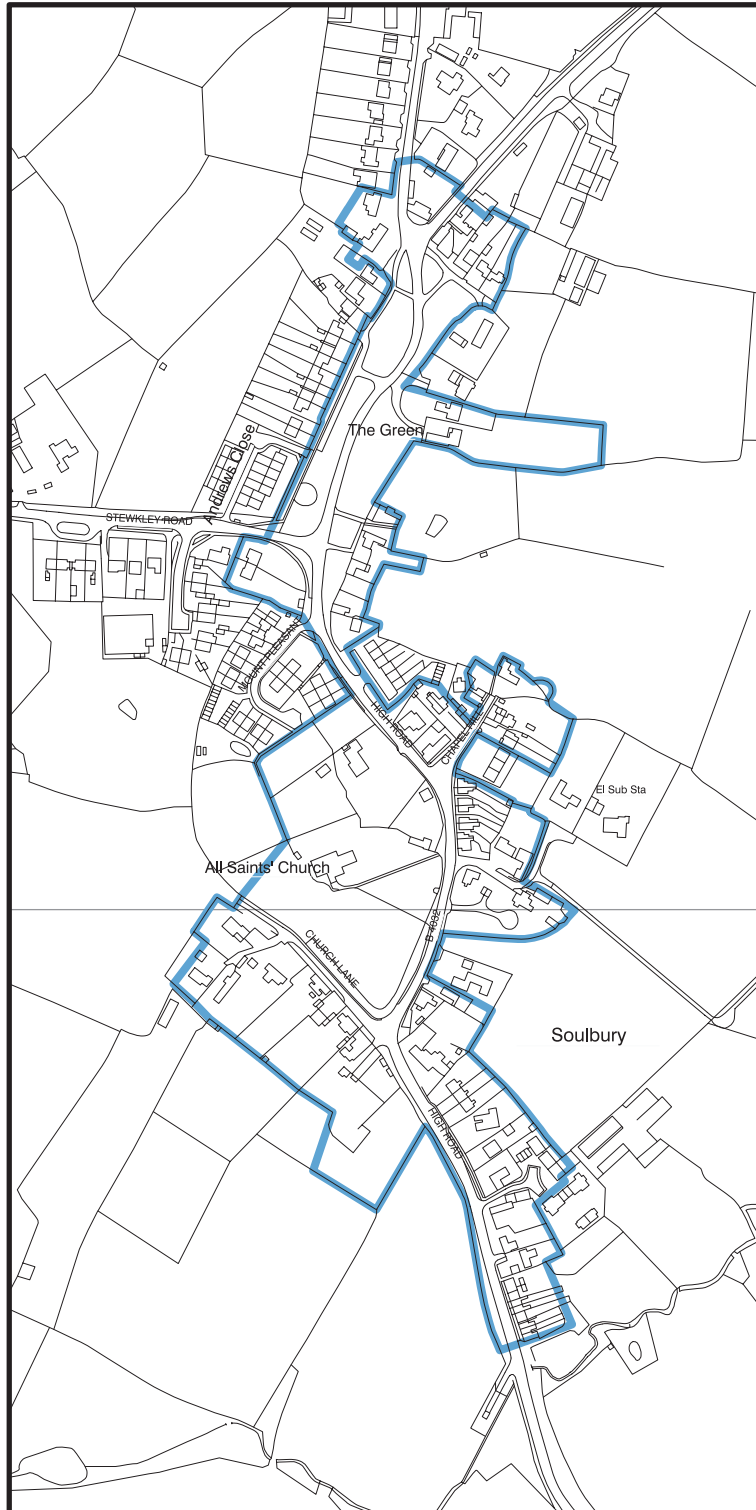 The Green
Andrews Close
STEWKLEY ROAD
MOUNT PLEASANT
HIGH ROAD
CHAPEL HILL
El Sub Sta
All Saints' Church
B 4032
CHURCH LANE
Soulbury
HIGH ROAD